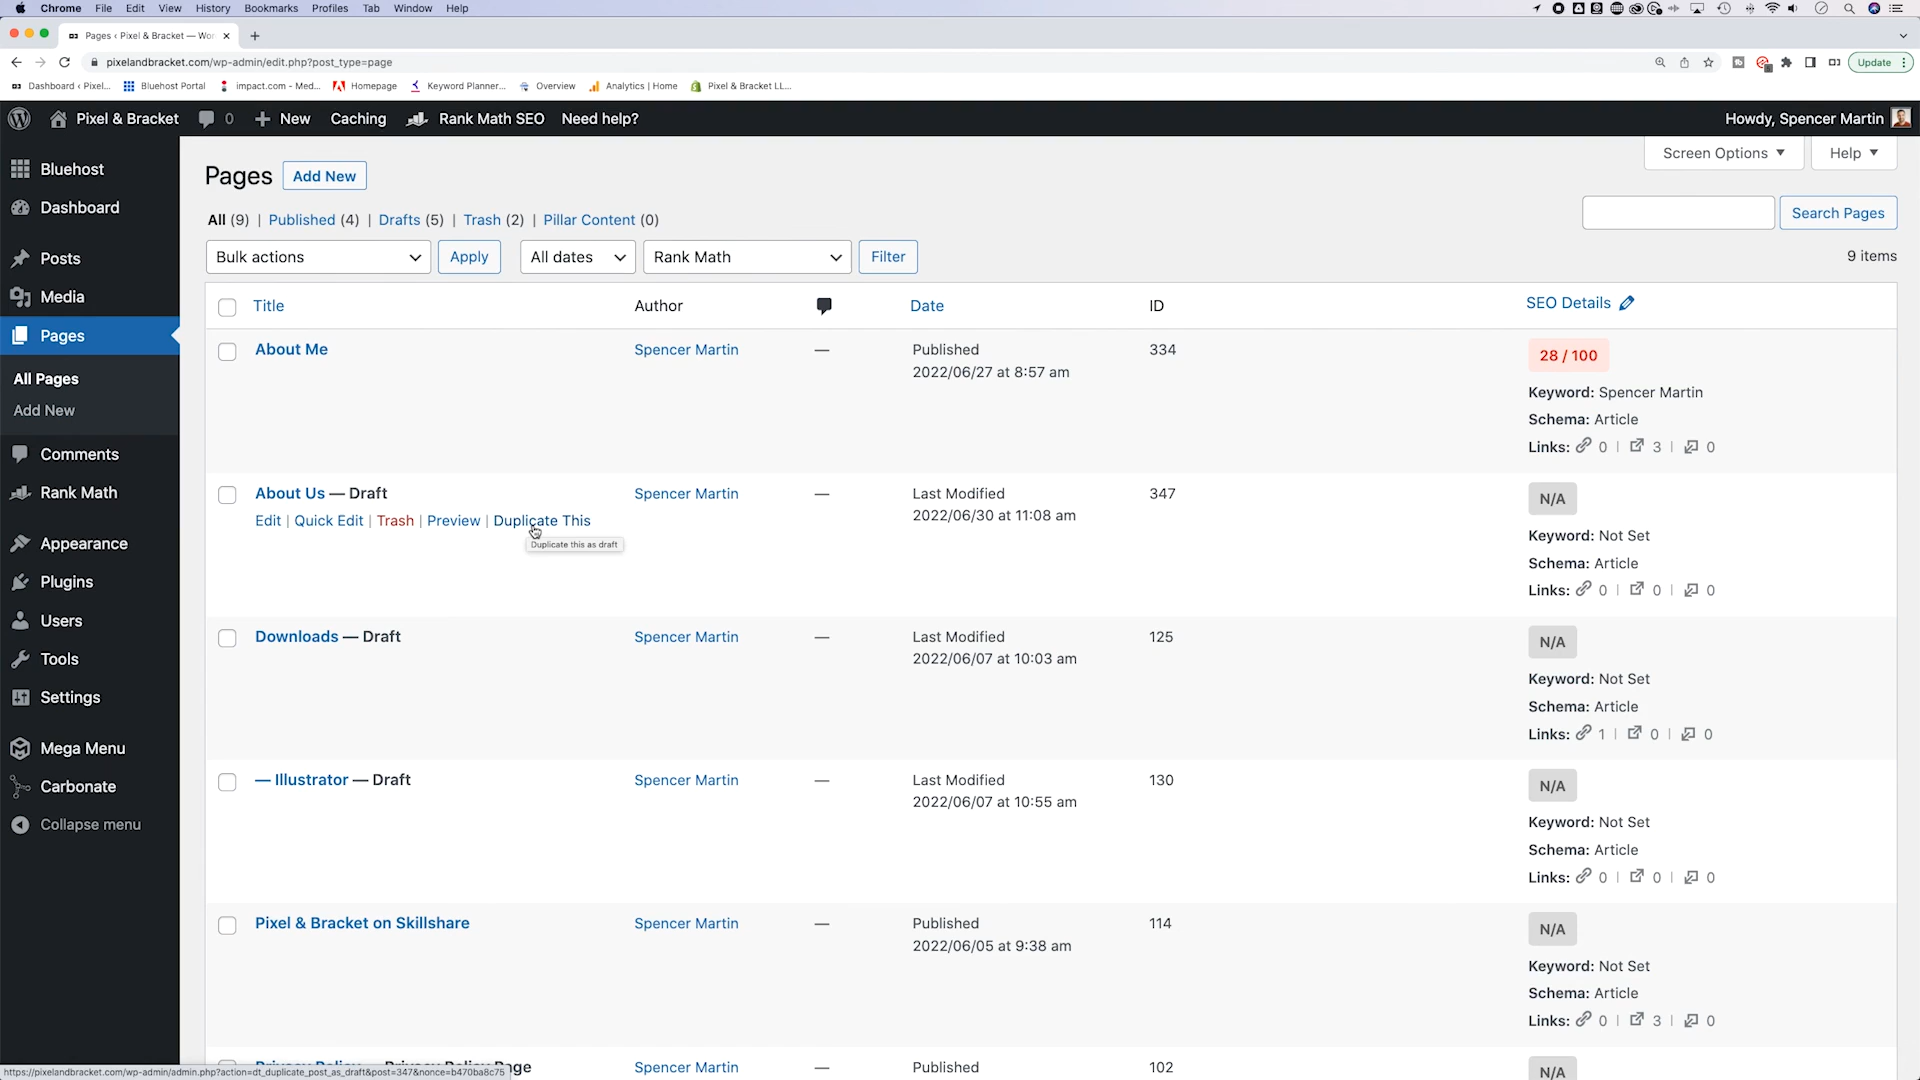 Chrome File Edit View History Bookmarks Profiles Tab Window Help
Pages ‹ Pixel & Bracket — Wor
pixelandbracket.com/wp-admin/edit.php?post_type=page
Update
Dashboard ‹ Pixel... Bluehost Portal impact.com - Med... Homepage Keyword Planner... Overview Analytics | Home Pixel & Bracket LL...
Pixel & Bracket 0 New Caching Rank Math SEO Need help? Howdy, Spencer Martin
Bluehost
Dashboard
Posts
Media
Pages
All Pages
Add New
Comments
Rank Math
Appearance
Plugins
Users
Tools
Settings
Mega Menu
Carbonate
Collapse menu
Screen Options Help
Pages Add New
All (9) | Published (4) | Drafts (5) | Trash (2) | Pillar Content (0)
Search Pages
Bulk actions Apply All dates Rank Math Filter
9 items
Title Author Date ID SEO Details
About Me Spencer Martin — Published 334
2022/06/27 at 8:57 am
28 / 100
Keyword: Spencer Martin
Schema: Article
Links: 0 | 3 | 0
About Us — Draft Spencer Martin — Last Modified 347
2022/06/30 at 11:08 am
Edit | Quick Edit | Trash | Preview | Duplicate This
Duplicate this as draft
N/A
Keyword: Not Set
Schema: Article
Links: 0 | 0 | 0
Downloads — Draft Spencer Martin — Last Modified 125
2022/06/07 at 10:03 am
N/A
Keyword: Not Set
Schema: Article
Links: 1 | 0 | 0
— Illustrator — Draft Spencer Martin — Last Modified 130
2022/06/07 at 10:55 am
N/A
Keyword: Not Set
Schema: Article
Links: 0 | 0 | 0
Pixel & Bracket on Skillshare Spencer Martin — Published 114
2022/06/05 at 9:38 am
N/A
Keyword: Not Set
Schema: Article
Links: 0 | 3 | 0
Privacy Policy — Privacy Policy Page Spencer Martin — Published 102
N/A
https://pixelandbracket.com/wp-admin/admin.php?action=dt_duplicate_post_as_draft&post=347&nonce=b470ba8c75